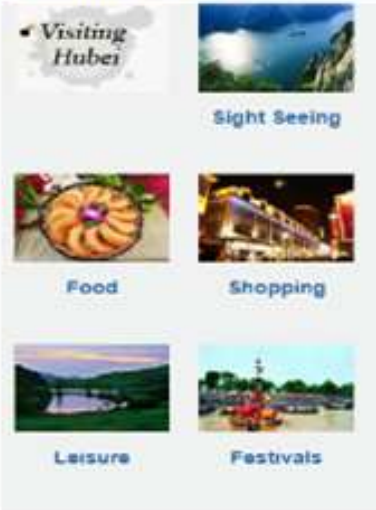 Visiting
Hubei
Sight Seeing
Food
Shopping
Leisure
Festivals